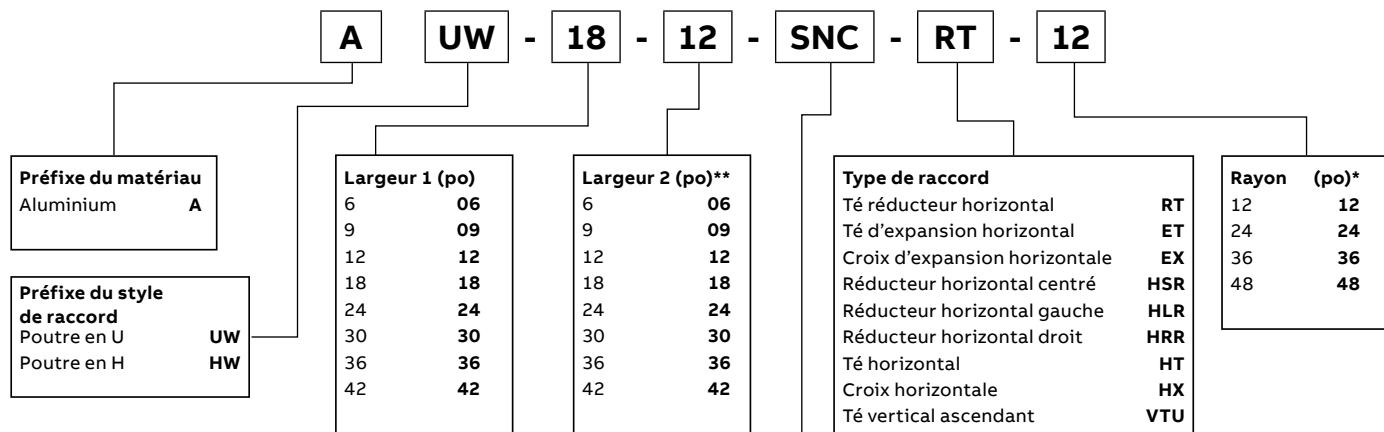 A UW - 18 - 12 - SNC - RT - 12
Préfixe du matériau
Aluminium A
Préfixe du style
de raccord
Poutre en U UW
Poutre en H HW
Largeur 1 (po)
6 06
9 09
12 12
18 18
24 24
30 30
36 36
42 42
Largeur 2 (po)**
6 06
9 09
12 12
18 18
24 24
30 30
36 36
42 42
Type de raccord
Té réducteur horizontal RT
Té d'expansion horizontal ET
Croix d'expansion horizontale EX
Réducteur horizontal centré HSR
Réducteur horizontal gauche HLR
Réducteur horizontal droit HRR
Té horizontal HT
Croix horizontale HX
Té vertical ascendant VTU
Rayon (po)*
12 12
24 24
36 36
48 48